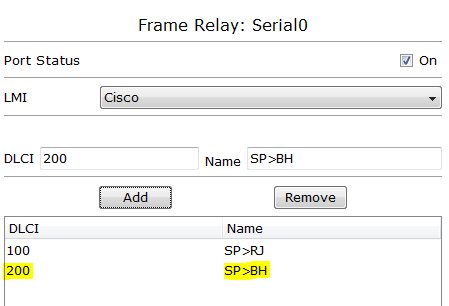 Frame Relay: Serial0
Port Status On
LMI Cisco
DLCI 200 Name SP>BH
Add Remove
DLCI Name
100 SP>RJ
200 SP>BH